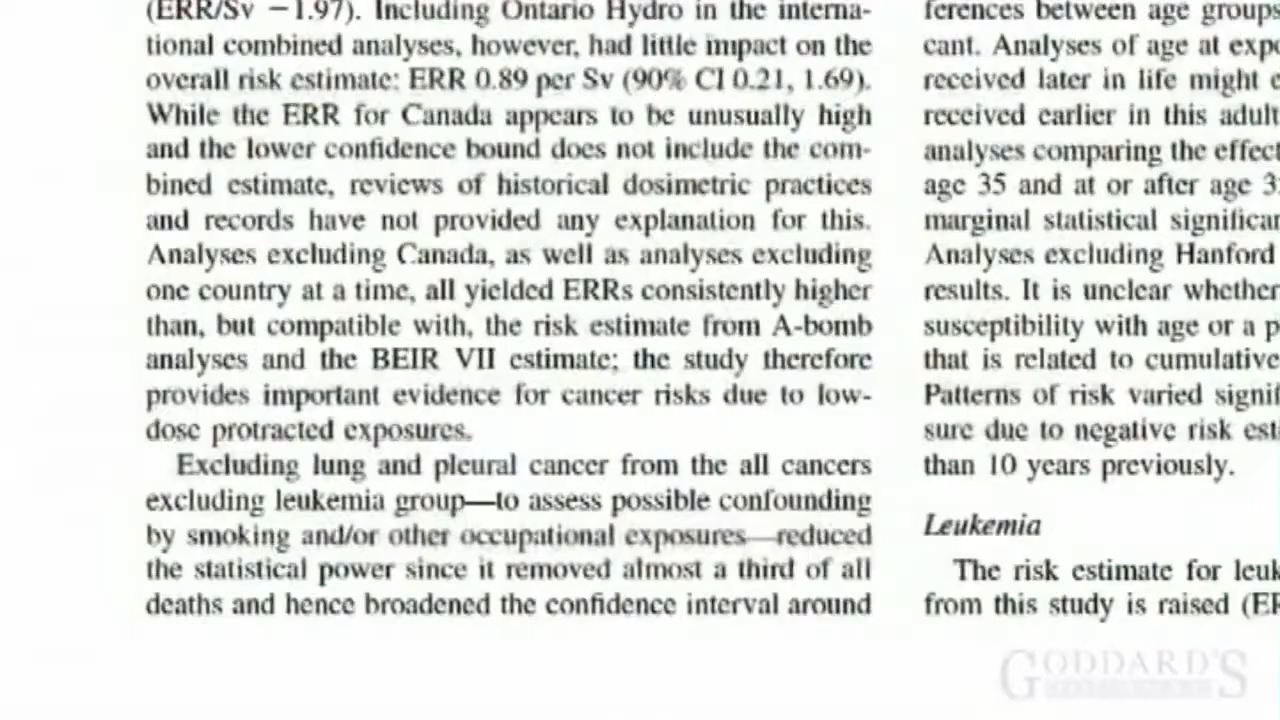 (ERR/Sv −1.97). Including Ontario Hydro in the interna-
tional combined analyses, however, had little impact on the
overall risk estimate: ERR 0.89 per Sv (90% CI 0.21, 1.69).
While the ERR for Canada appears to be unusually high
and the lower confidence bound does not include the com-
bined estimate, reviews of historical dosimetric practices
and records have not provided any explanation for this.
Analyses excluding Canada, as well as analyses excluding
one country at a time, all yielded ERRs consistently higher
than, but compatible with, the risk estimate from A-bomb
analyses and the BEIR VII estimate; the study therefore
provides important evidence for cancer risks due to low-
dose protracted exposures.
Excluding lung and pleural cancer from the all cancers
excluding leukemia group—to assess possible confounding
by smoking and/or other occupational exposures—reduced
the statistical power since it removed almost a third of all
deaths and hence broadened the confidence interval around
ferences between age groups
cant. Analyses of age at exp
received later in life might
received earlier in this adult
analyses comparing the effect
age 35 and at or after age 3
marginal statistical significan
Analyses excluding Hanford
results. It is unclear whether
susceptibility with age or a p
that is related to cumulative
Patterns of risk varied signif
sure due to negative risk est
than 10 years previously.
Leukemia
The risk estimate for leuk
from this study is raised (ER
GODDARD'S